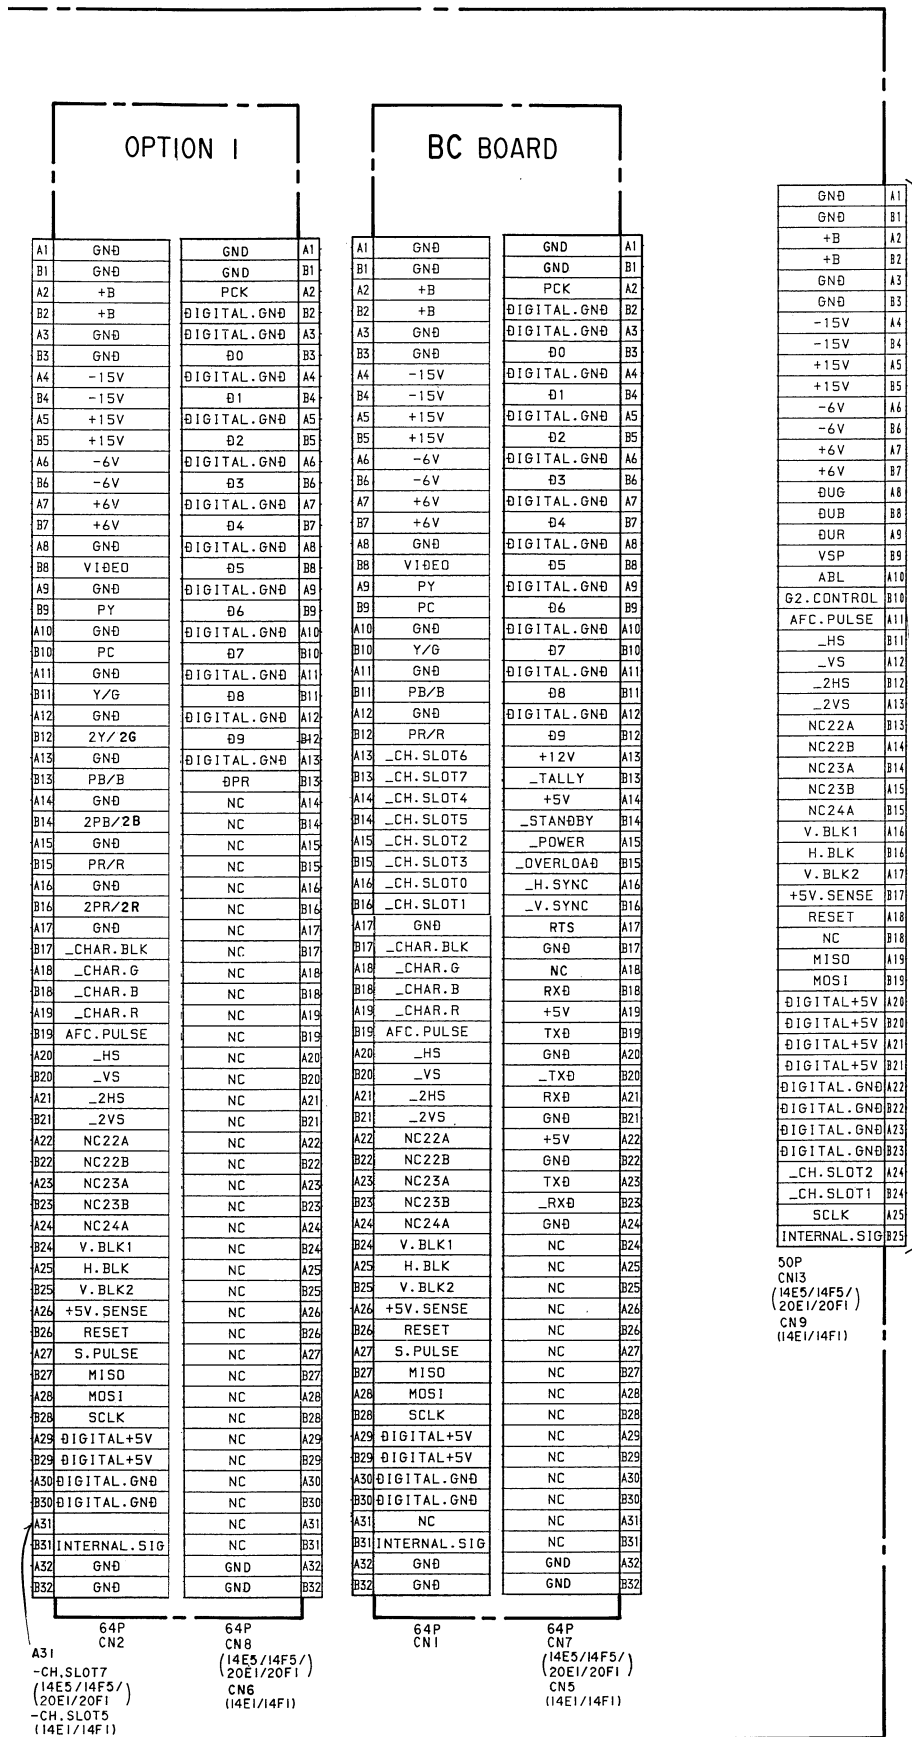 OPTION 1
A1 GND GND A1
B1 GND GND B1
A2 +B PCK A2
B2 +B DIGITAL.GND B2
A3 GND DIGITAL.GND A3
B3 GND D0 B3
A4 -15V DIGITAL.GND A4
B4 -15V D1 B4
A5 +15V DIGITAL.GND A5
B5 +15V D2 B5
A6 -6V DIGITAL.GND A6
B6 -6V D3 B6
A7 +6V DIGITAL.GND A7
B7 +6V D4 B7
A8 GND DIGITAL.GND A8
B8 VIDEO D5 B8
A9 GND DIGITAL.GND A9
B9 PY D6 B9
A10 GND DIGITAL.GND A10
B10 PC D7 B10
A11 GND DIGITAL.GND A11
B11 Y/G D8 B11
A12 GND DIGITAL.GND A12
B12 2Y/2G D9 B12
A13 GND DIGITAL.GND A13
B13 PB/B DPR B13
A14 GND NC A14
B14 2PB/2B NC B14
A15 GND NC A15
B15 PR/R NC B15
A16 GND NC A16
B16 2PR/2R NC B16
A17 GND NC A17
B17 _CHAR.BLK NC B17
A18 _CHAR.G NC A18
B18 _CHAR.B NC B18
A19 _CHAR.R NC A19
B19 AFC.PULSE NC B19
A20 _HS NC A20
B20 _VS NC B20
A21 _2HS NC A21
B21 _2VS NC B21
A22 NC22A NC A22
B22 NC22B NC B22
A23 NC23A NC A23
B23 NC23B NC B23
A24 NC24A NC A24
B24 V.BLK1 NC B24
A25 H.BLK NC A25
B25 V.BLK2 NC B25
A26 +5V.SENSE NC A26
B26 RESET NC B26
A27 S.PULSE NC A27
B27 MISO NC B27
A28 MOSI NC A28
B28 SCLK NC B28
A29 DIGITAL+5V NC A29
B29 DIGITAL+5V NC B29
A30 DIGITAL.GND NC A30
B30 DIGITAL.GND NC B30
A31 NC A31
B31 INTERNAL.SIG NC B31
A32 GND GND A32
B32 GND GND B32
64P
CN2
64P
CN8
(14E5/14F5/
20E1/20F1)
CN6
(14E1/14F1)
A31
-CH.SLOT7
(14E5/14F5/
20E1/20F1)
-CH.SLOT5
(14E1/14F1)
BC BOARD
A1 GND GND A1
B1 GND GND B1
A2 +B PCK A2
B2 +B DIGITAL.GND B2
A3 GND DIGITAL.GND A3
B3 GND D0 B3
A4 -15V DIGITAL.GND A4
B4 -15V D1 B4
A5 +15V DIGITAL.GND A5
B5 +15V D2 B5
A6 -6V DIGITAL.GND A6
B6 -6V D3 B6
A7 +6V DIGITAL.GND A7
B7 +6V D4 B7
A8 GND DIGITAL.GND A8
B8 VIDEO D5 B8
A9 PY DIGITAL.GND A9
B9 PC D6 B9
A10 GND DIGITAL.GND A10
B10 Y/G D7 B10
A11 GND DIGITAL.GND A11
B11 PB/B D8 B11
A12 GND DIGITAL.GND A12
B12 PR/R D9 B12
A13 _CH.SLOT6 +12V A13
B13 _CH.SLOT7 _TALLY B13
A14 _CH.SLOT4 +5V A14
B14 _CH.SLOT5 _STANDBY B14
A15 _CH.SLOT2 _POWER A15
B15 _CH.SLOT3 _OVERLOAD B15
A16 _CH.SLOT0 _H.SYNC A16
B16 _CH.SLOT1 _V.SYNC B16
A17 GND RTS A17
B17 _CHAR.BLK GND B17
A18 _CHAR.G NC A18
B18 _CHAR.B RXD B18
A19 _CHAR.R +5V A19
B19 AFC.PULSE TXD B19
A20 _HS GND A20
B20 _VS _TXD B20
A21 _2HS RXD A21
B21 _2VS GND B21
A22 NC22A +5V A22
B22 NC22B GND B22
A23 NC23A TXD A23
B23 NC23B _RXD B23
A24 NC24A GND A24
B24 V.BLK1 NC B24
A25 H.BLK NC A25
B25 V.BLK2 NC B25
A26 +5V.SENSE NC A26
B26 RESET NC B26
A27 S.PULSE NC A27
B27 MISO NC B27
A28 MOSI NC A28
B28 SCLK NC B28
A29 DIGITAL+5V NC A29
B29 DIGITAL+5V NC B29
A30 DIGITAL.GND NC A30
B30 DIGITAL.GND NC B30
A31 NC NC A31
B31 INTERNAL.SIG NC B31
A32 GND GND A32
B32 GND GND B32
64P
CN1
64P
CN7
(14E5/14F5/
20E1/20F1)
CN5
(14E1/14F1)
GND A1
GND B1
+B A2
+B B2
GND A3
GND B3
-15V A4
-15V B4
+15V A5
+15V B5
-6V A6
-6V B6
+6V A7
+6V B7
DUG A8
DUB B8
DUR A9
VSP B9
ABL A10
G2.CONTROL B10
AFC.PULSE A11
_HS B11
_VS A12
_2HS B12
_2VS A13
NC22A B13
NC22B A14
NC23A B14
NC23B A15
NC24A B15
V.BLK1 A16
H.BLK B16
V.BLK2 A17
+5V.SENSE B17
RESET A18
NC B18
MISO A19
MOSI B19
DIGITAL+5V A20
DIGITAL+5V B20
DIGITAL+5V A21
DIGITAL+5V B21
DIGITAL.GND A22
DIGITAL.GND B22
DIGITAL.GND A23
DIGITAL.GND B23
_CH.SLOT2 A24
_CH.SLOT1 B24
SCLK A25
INTERNAL.SIG B25
50P
CN13
(14E5/14F5/
20E1/20F1)
CN9
(14E1/14F1)